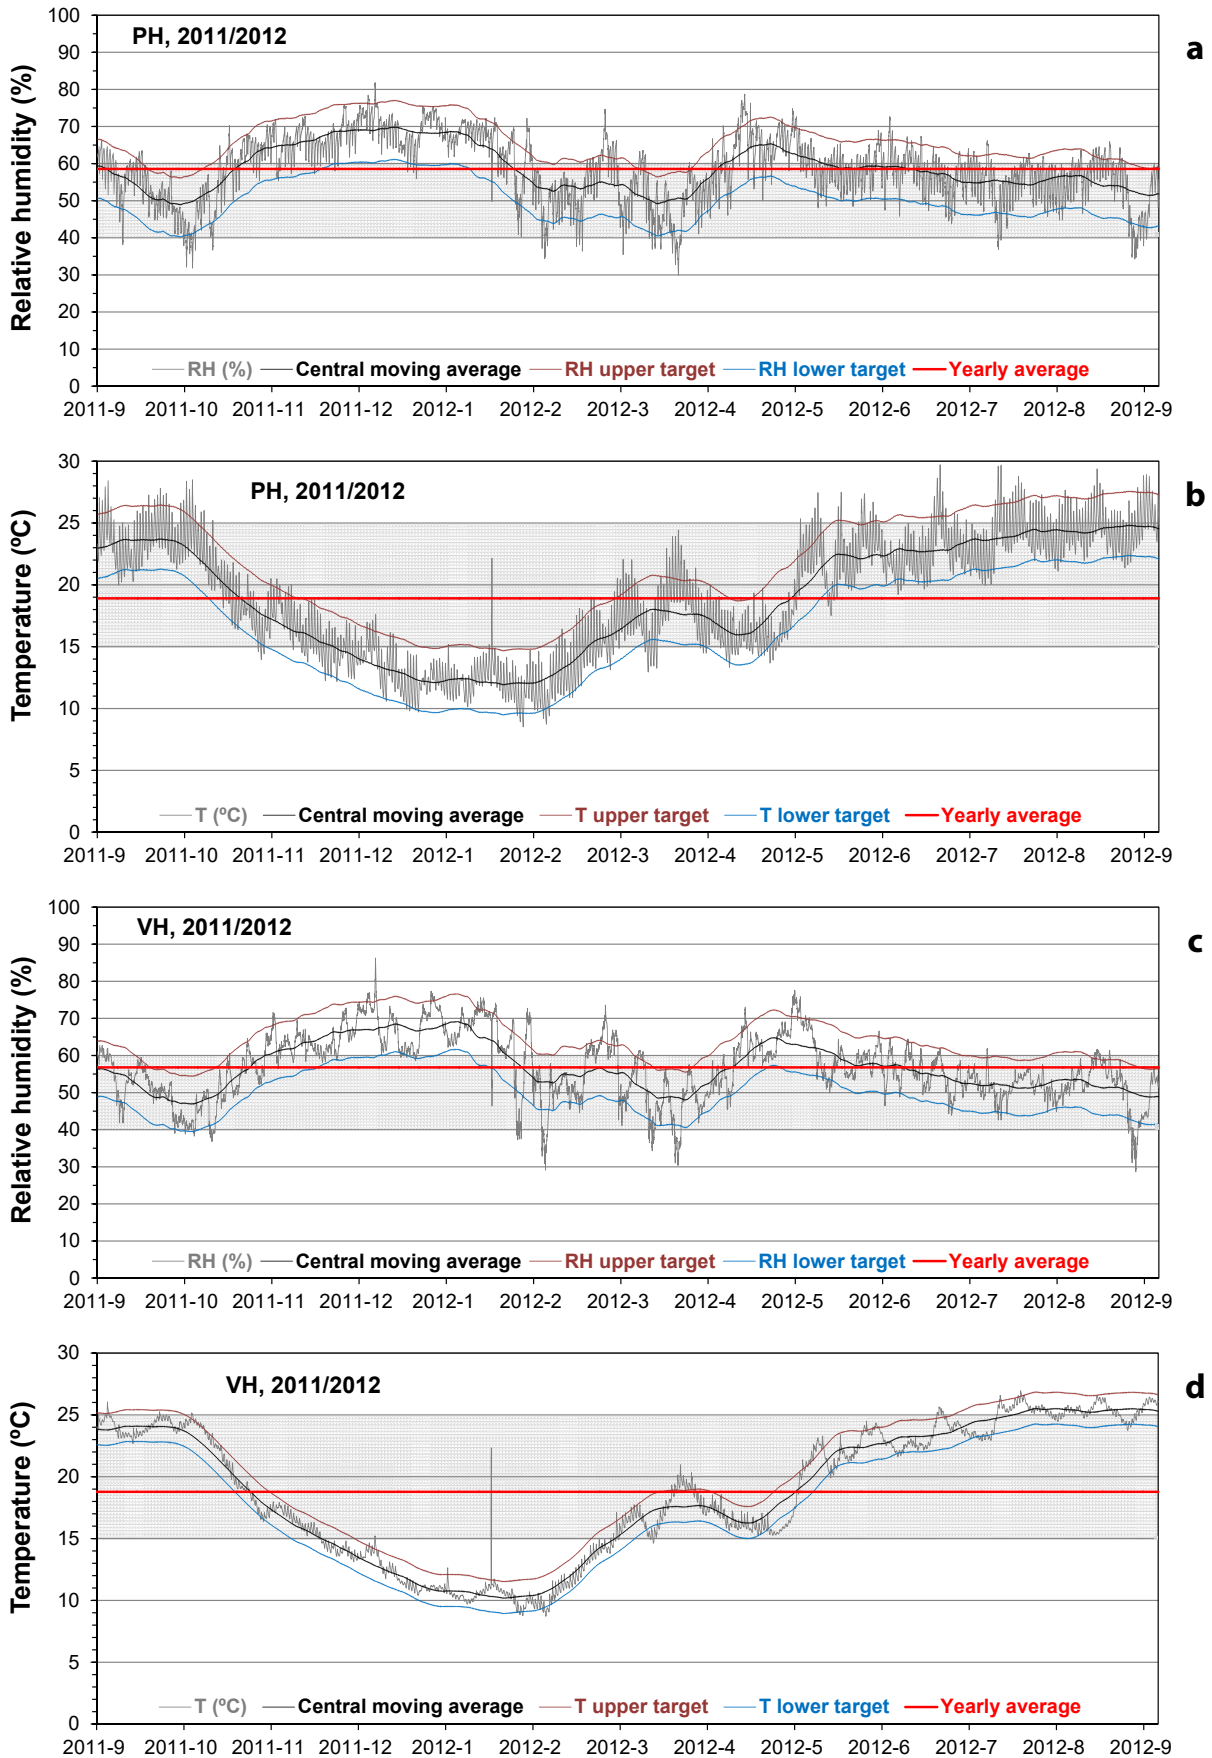 PH, 2011/2012
a
Relative humidity (%)
100
90
80
70
60
50
40
30
20
10
0
RH (%) Central moving average RH upper target RH lower target Yearly average
2011-9 2011-10 2011-11 2011-12 2012-1 2012-2 2012-3 2012-4 2012-5 2012-6 2012-7 2012-8 2012-9
PH, 2011/2012
b
Temperature (ºC)
30
25
20
15
10
5
0
T (ºC) Central moving average T upper target T lower target Yearly average
2011-9 2011-10 2011-11 2011-12 2012-1 2012-2 2012-3 2012-4 2012-5 2012-6 2012-7 2012-8 2012-9
VH, 2011/2012
c
Relative humidity (%)
100
90
80
70
60
50
40
30
20
10
0
RH (%) Central moving average RH upper target RH lower target Yearly average
2011-9 2011-10 2011-11 2011-12 2012-1 2012-2 2012-3 2012-4 2012-5 2012-6 2012-7 2012-8 2012-9
VH, 2011/2012
d
Temperature (ºC)
30
25
20
15
10
5
0
T (ºC) Central moving average T upper target T lower target Yearly average
2011-9 2011-10 2011-11 2011-12 2012-1 2012-2 2012-3 2012-4 2012-5 2012-6 2012-7 2012-8 2012-9